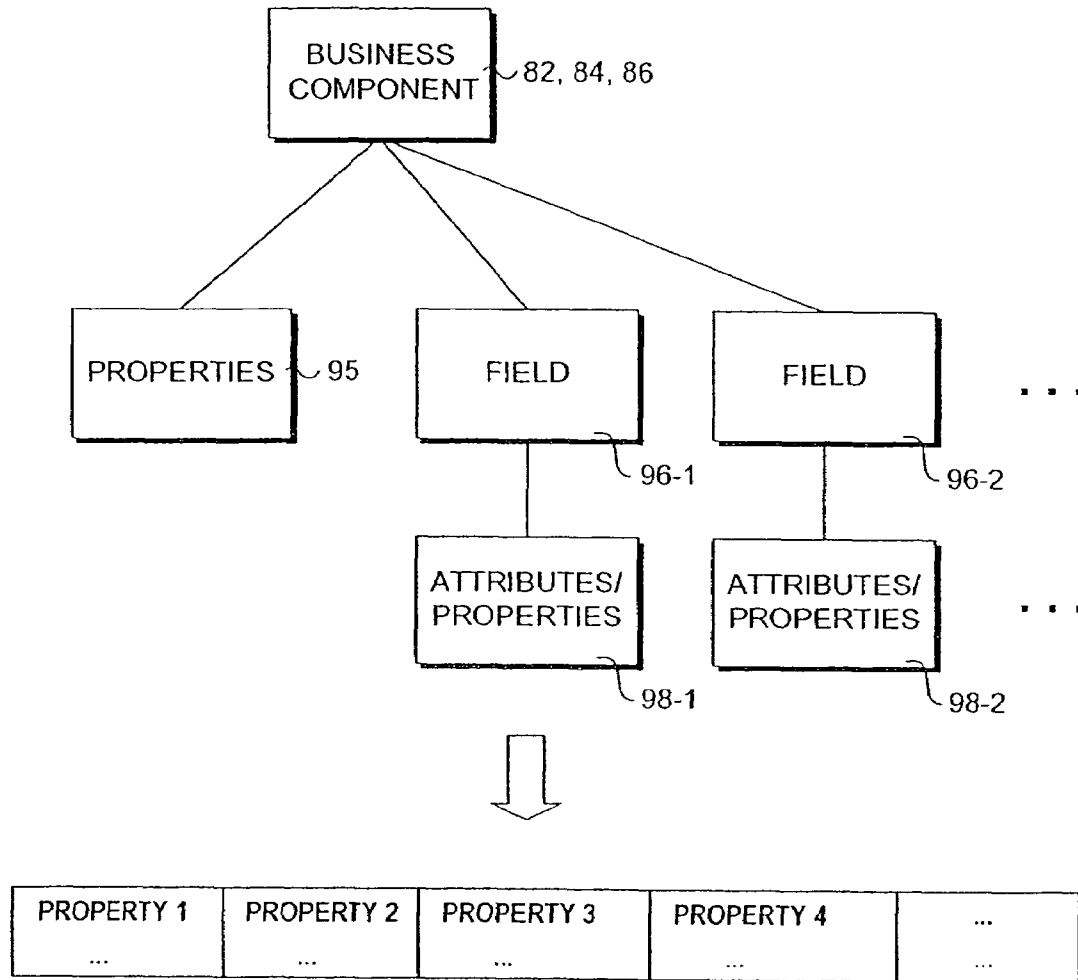 BUSINESS
COMPONENT
82, 84, 86
PROPERTIES
95
FIELD
FIELD
. . .
96-1
96-2
ATTRIBUTES/
PROPERTIES
ATTRIBUTES/
PROPERTIES
. . .
98-1
98-2
PROPERTY 1 PROPERTY 2 PROPERTY 3 PROPERTY 4 ...
... ... ... ... ...